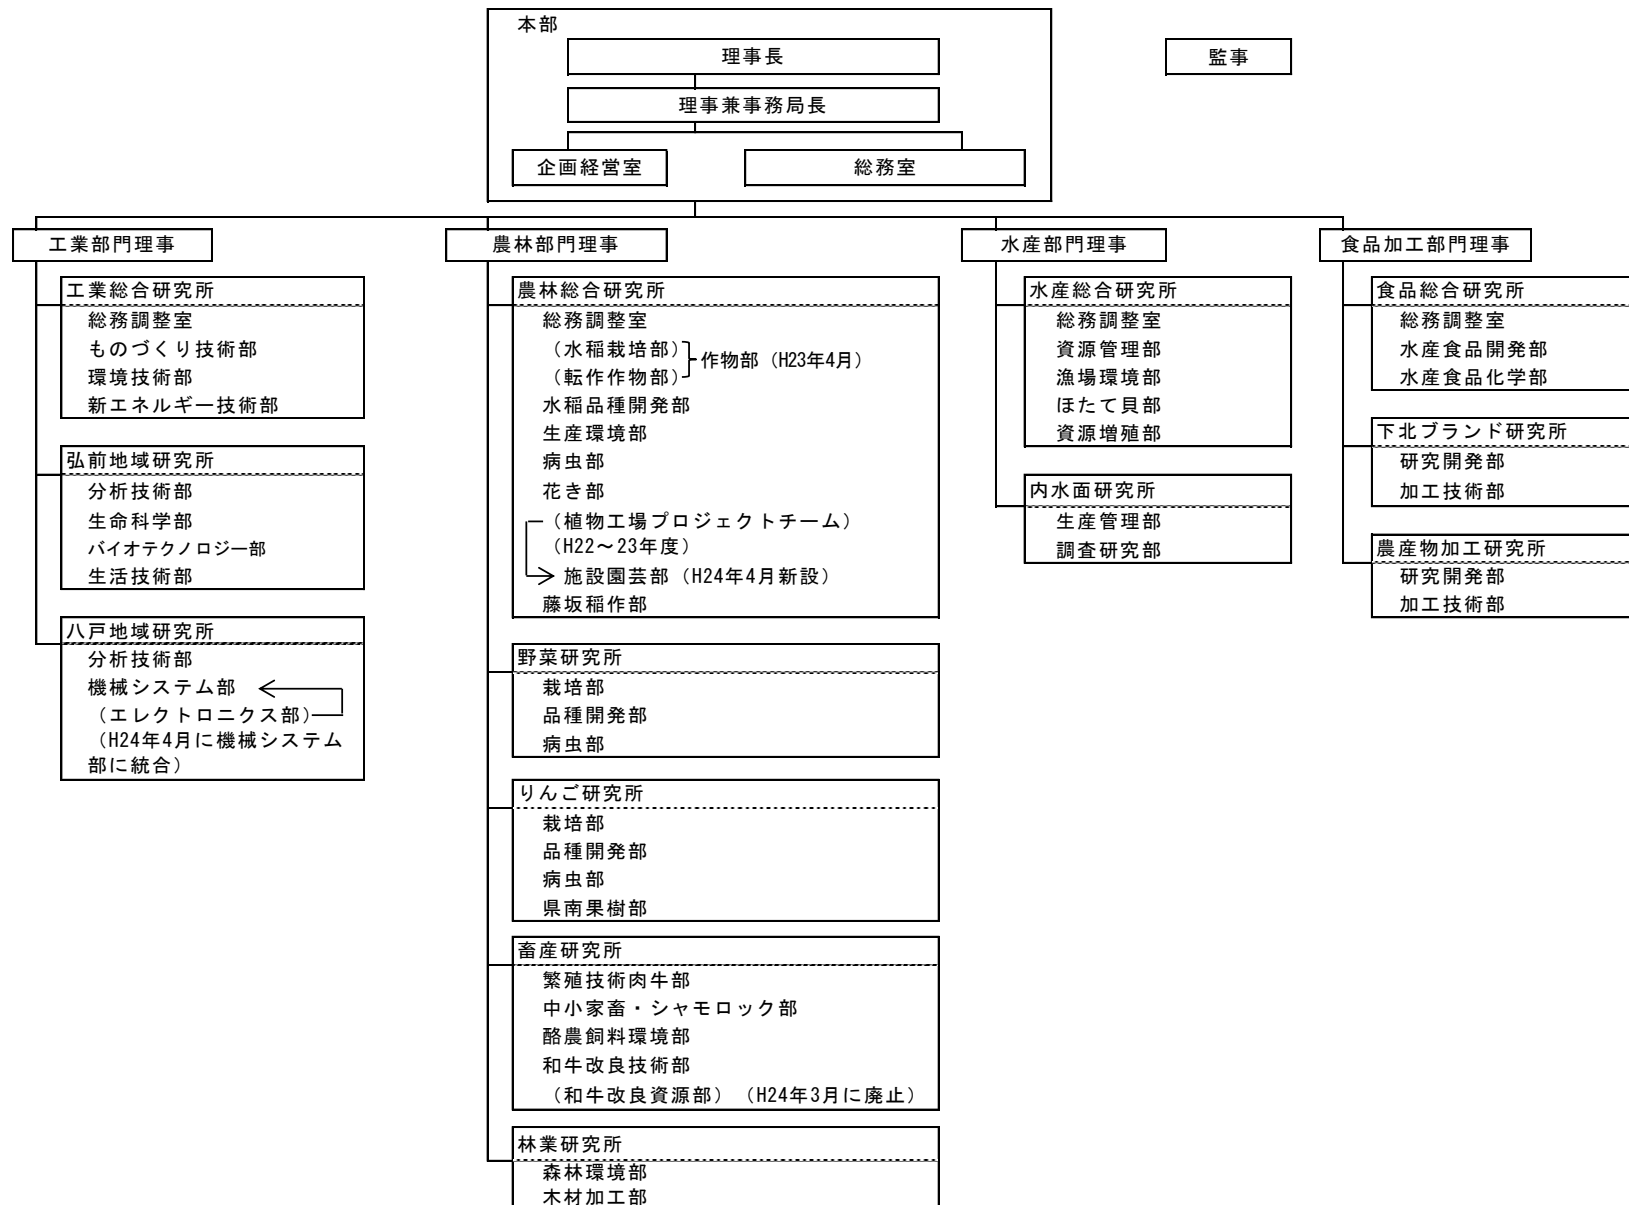 本部
理事長
監事
理事兼事務局長
企画経営室
総務室
工業部門理事
工業総合研究所
総務調整室
ものづくり技術部
環境技術部
新エネルギー技術部
弘前地域研究所
分析技術部
生命科学部
バイオテクノロジー部
生活技術部
八戸地域研究所
分析技術部
機械システム部
（エレクトロニクス部）
（H24年4月に機械システム
部に統合）
農林部門理事
農林総合研究所
総務調整室
（水稲栽培部）
（転作作物部）
作物部（H23年4月）
水稲品種開発部
生産環境部
病虫部
花き部
（植物工場プロジェクトチーム）
（H22～23年度）
施設園芸部（H24年4月新設）
藤坂稲作部
野菜研究所
栽培部
品種開発部
病虫部
りんご研究所
栽培部
品種開発部
病虫部
県南果樹部
畜産研究所
繁殖技術肉牛部
中小家畜・シャモロック部
酪農飼料環境部
和牛改良技術部
（和牛改良資源部）（H24年3月に廃止）
林業研究所
森林環境部
木材加工部
水産部門理事
水産総合研究所
総務調整室
資源管理部
漁場環境部
ほたて貝部
資源増殖部
内水面研究所
生産管理部
調査研究部
食品加工部門理事
食品総合研究所
総務調整室
水産食品開発部
水産食品化学部
下北ブランド研究所
研究開発部
加工技術部
農産物加工研究所
研究開発部
加工技術部